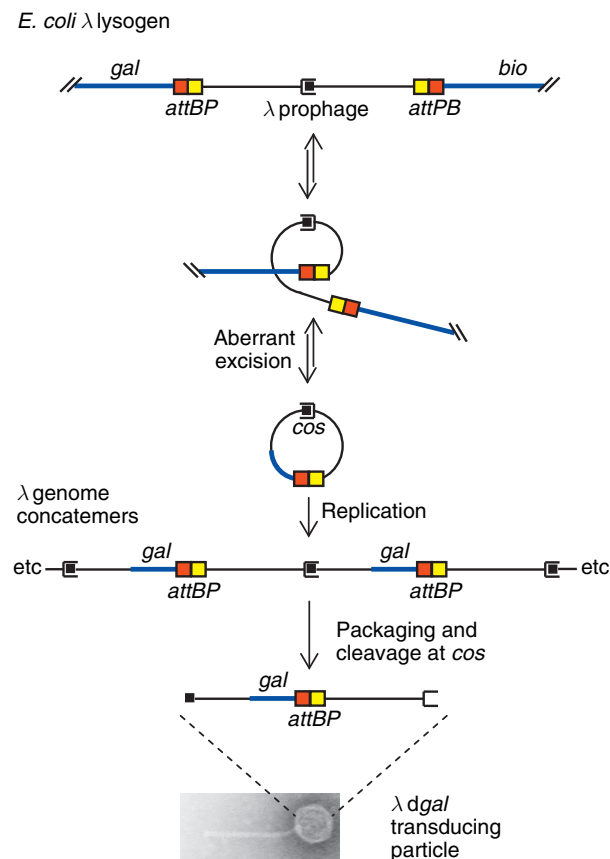 E. coli λ lysogen
gal
bio
attBP
λ prophage
attPB
Aberrant
excision
cos
λ genome
concatemers
Replication
etc
gal
gal
etc
attBP
attBP
Packaging and
cleavage at cos
gal
attBP
λ dgal
transducing
particle